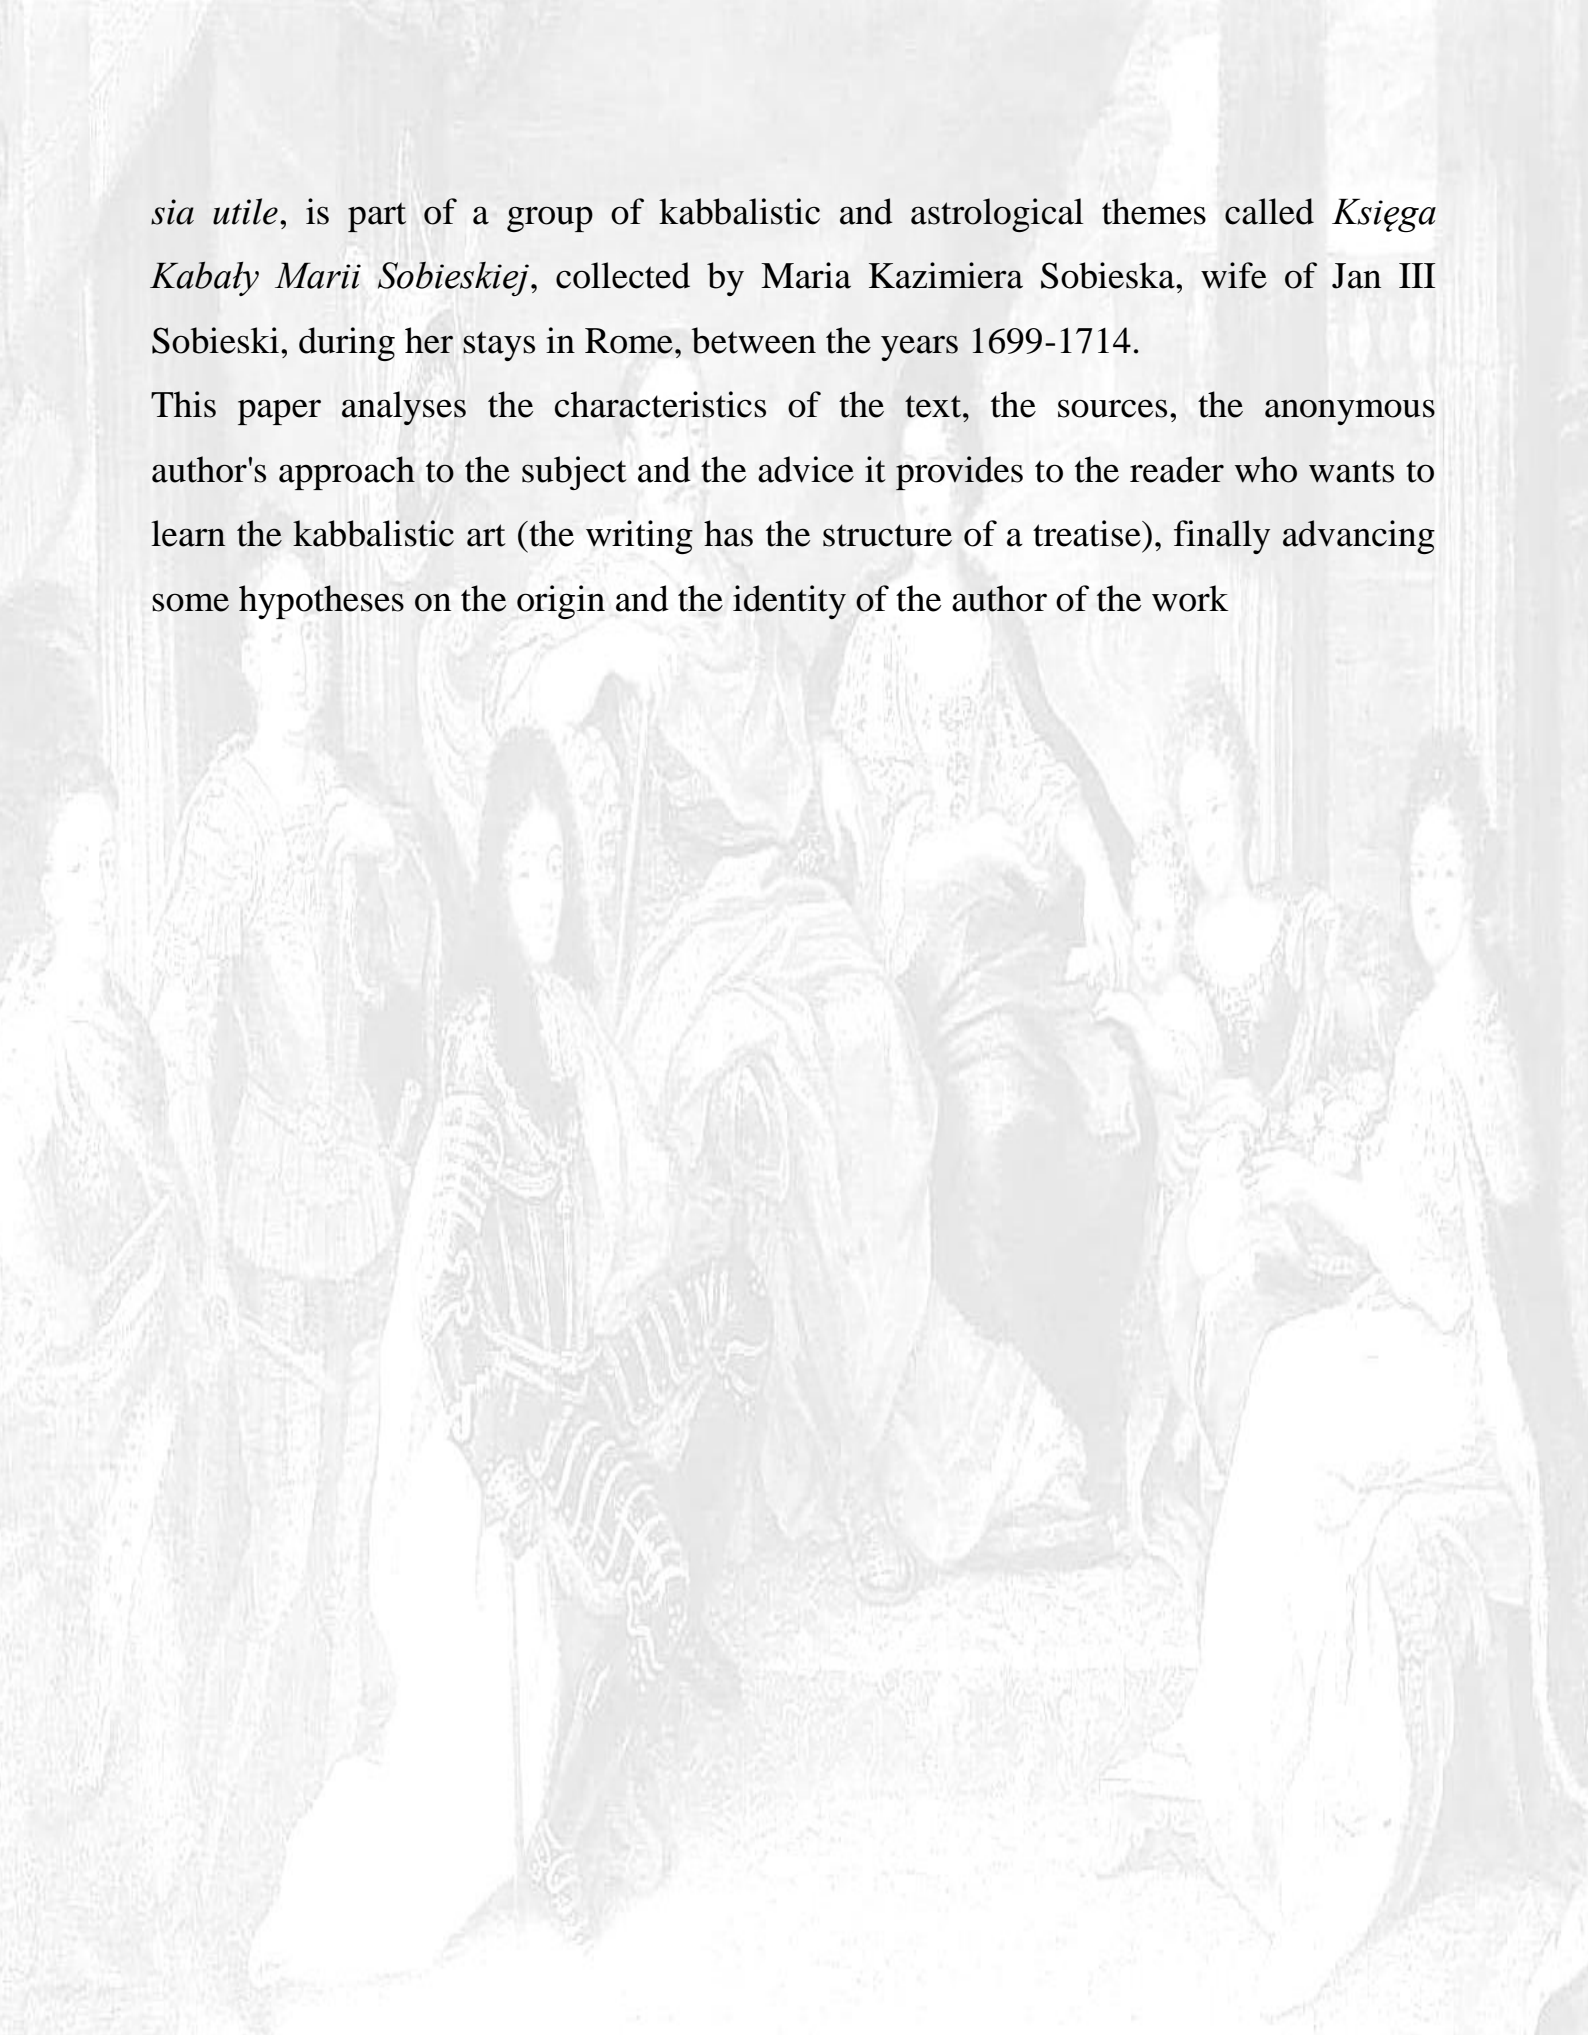 sia utile, is part of a group of kabbalistic and astrological themes called Księga
Kabały Marii Sobieskiej, collected by Maria Kazimiera Sobieska, wife of Jan III
Sobieski, during her stays in Rome, between the years 1699-1714.
This paper analyses the characteristics of the text, the sources, the anonymous
author's approach to the subject and the advice it provides to the reader who wants to
learn the kabbalistic art (the writing has the structure of a treatise), finally advancing
some hypotheses on the origin and the identity of the author of the work